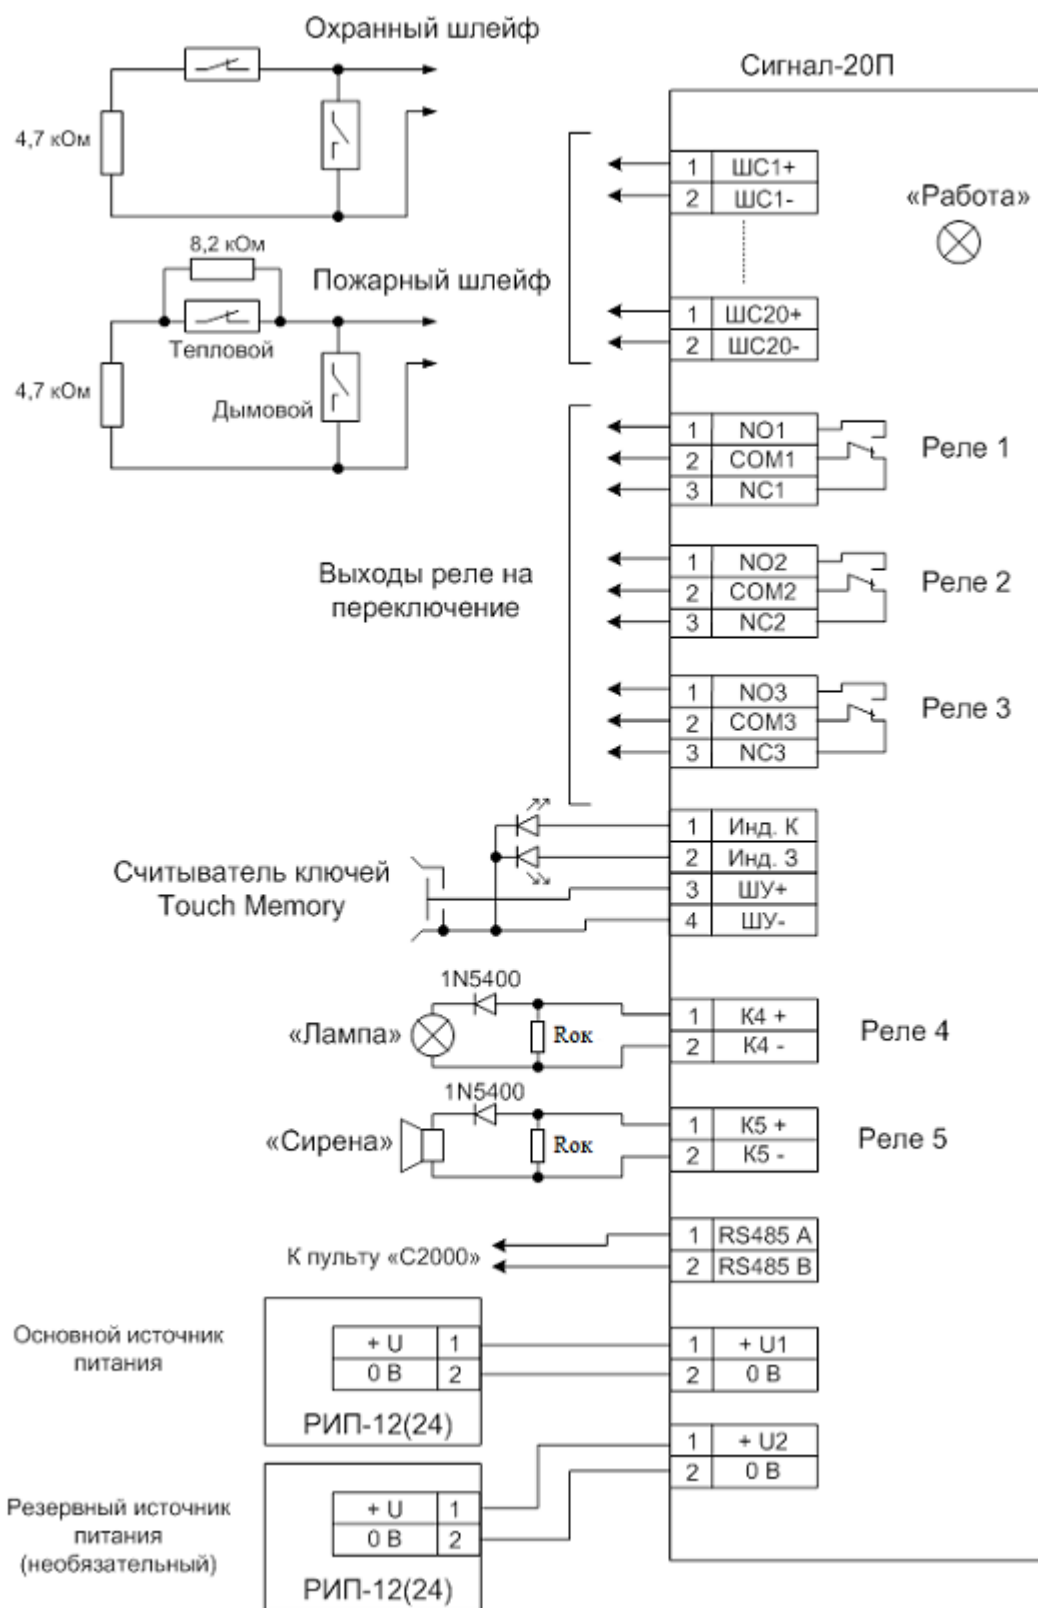 Охранный шлейф
4,7 кОм
8,2 кОм
Пожарный шлейф
Тепловой
4,7 кОм
Дымовой
Сигнал-20П
«Работа»
1 ШС1+
2 ШС1-
1 ШС20+
2 ШС20-
Выходы реле на
переключение
1 NO1
2 COM1
3 NC1
Реле 1
1 NO2
2 COM2
3 NC2
Реле 2
1 NO3
2 COM3
3 NC3
Реле 3
Считыватель ключей
Touch Memory
1 Инд. К
2 Инд. З
3 ШУ+
4 ШУ-
1N5400
«Лампа»
Rок
1 К4 +
2 К4 -
Реле 4
1N5400
«Сирена»
Rок
1 К5 +
2 К5 -
Реле 5
К пульту «С2000»
1 RS485 A
2 RS485 B
Основной источник
питания
+ U 1
0 В 2
РИП-12(24)
1 + U1
2 0 В
Резервный источник
питания
(необязательный)
+ U 1
0 В 2
РИП-12(24)
1 + U2
2 0 В